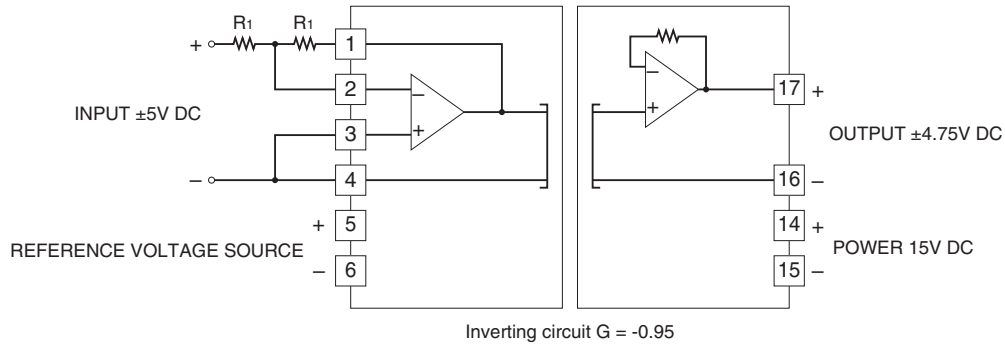 R1 R1
+ 1
2 − − 17 +
INPUT ±5V DC
3 + + OUTPUT ±4.75V DC
− 4 16 −
+ 5 14 +
REFERENCE VOLTAGE SOURCE POWER 15V DC
− 6 15 −
Inverting circuit G = -0.95